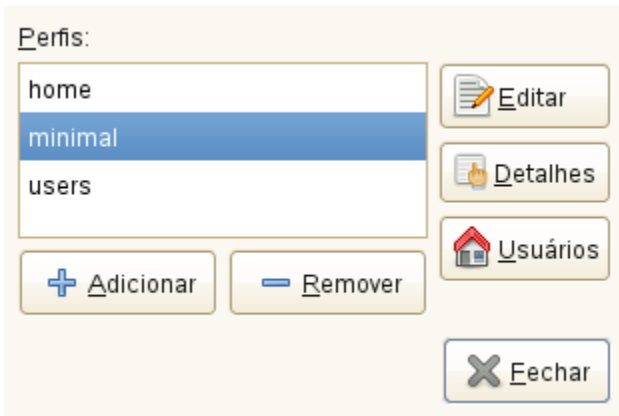 Perfis:
home
minimal
users
Editar
Detalhes
Usuários
Adicionar
Remover
Fechar